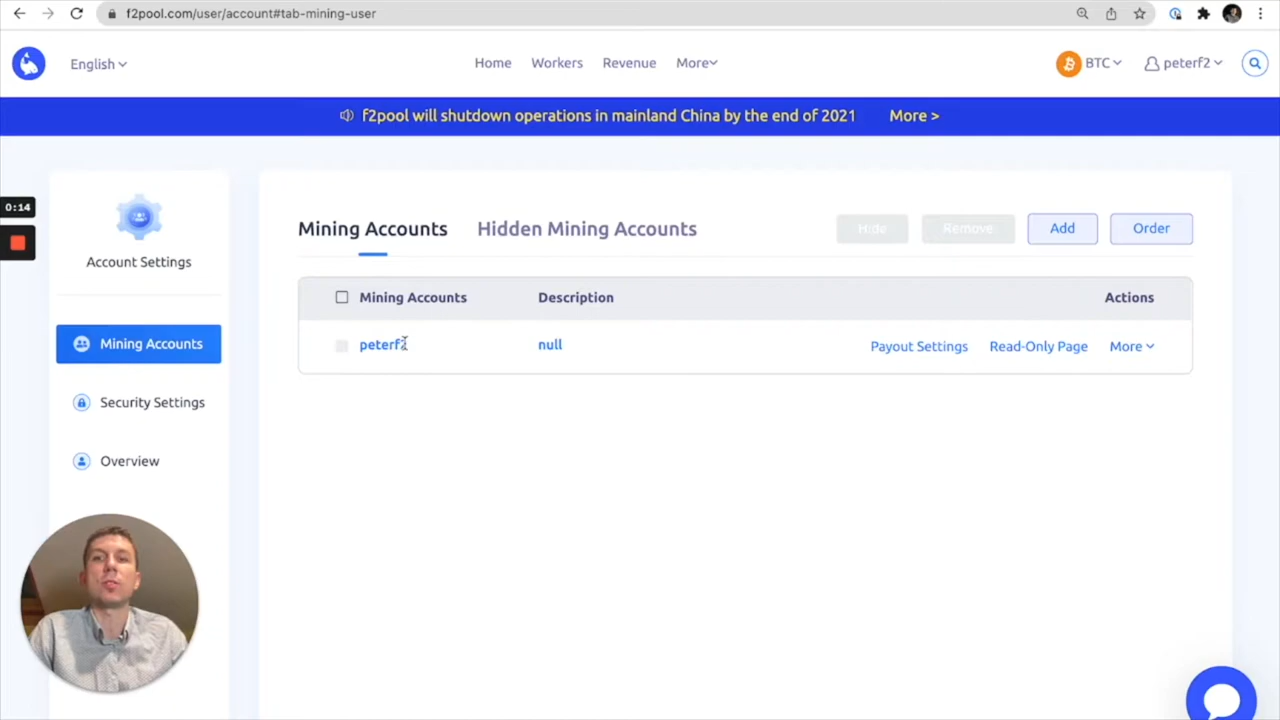 f2pool.com/user/account#tab-mining-user
English Home Workers Revenue More BTC peterf2
f2pool will shutdown operations in mainland China by the end of 2021 More >
0:14
Account Settings
Mining Accounts
Security Settings
Overview
Mining Accounts Hidden Mining Accounts Hide Remove Add Order
Mining Accounts Description Actions
peterf2 null Payout Settings Read-Only Page More